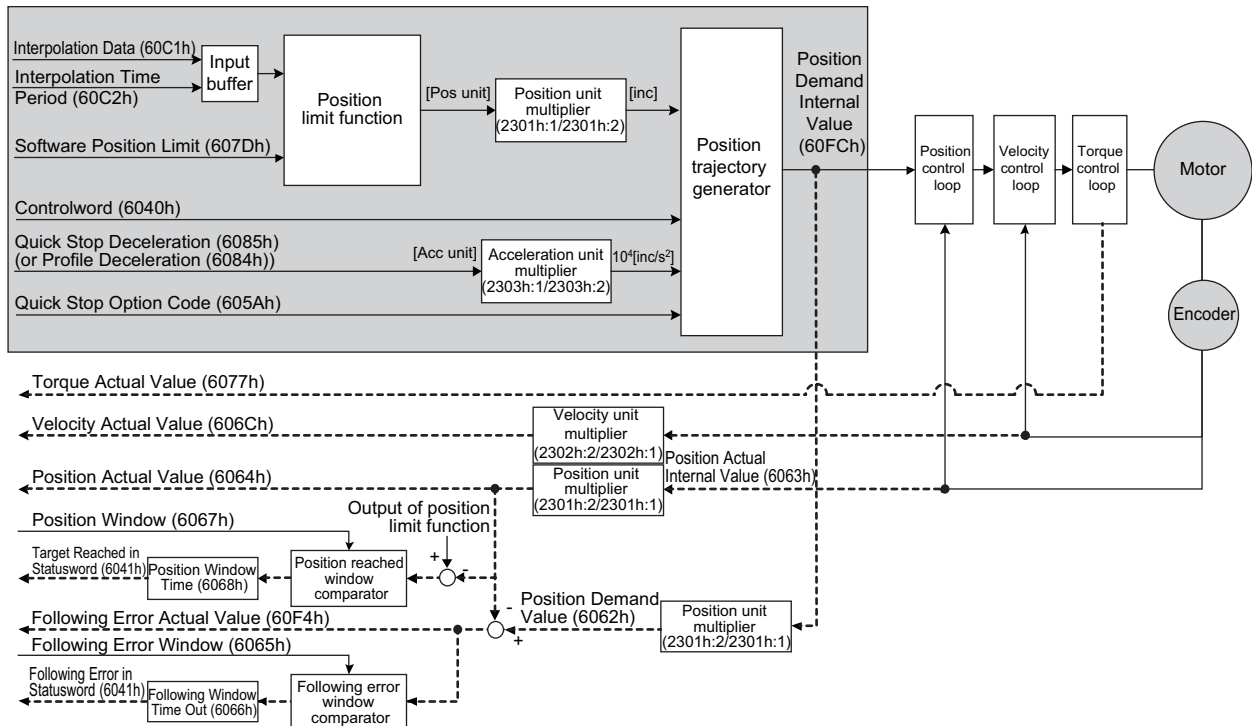 Interpolation Data (60C1h)
Interpolation Time
Period (60C2h)
Input
buffer
Software Position Limit (607Dh)
Position
limit function
[Pos unit]
Position unit
multiplier
(2301h:1/2301h:2)
[inc]
Controlword (6040h)
Quick Stop Deceleration (6085h)
(or Profile Deceleration (6084h))
[Acc unit]
Acceleration unit
multiplier
(2303h:1/2303h:2)
10⁴[inc/s²]
Quick Stop Option Code (605Ah)
Position
trajectory
generator
Position
Demand
Internal
Value
(60FCh)
Position
control
loop
Velocity
control
loop
Torque
control
loop
Motor
Encoder
Torque Actual Value (6077h)
Velocity Actual Value (606Ch)
Velocity unit
multiplier
(2302h:2/2302h:1)
Position Actual Value (6064h)
Position unit
multiplier
(2301h:2/2301h:1)
Position Actual
Internal Value (6063h)
Position Window (6067h)
Output of position
limit function
+
-
Target Reached in
Statusword (6041h)
Position Window
Time (6068h)
Position reached
window
comparator
Following Error Actual Value (60F4h)
-
+
Position Demand
Value (6062h)
Position unit
multiplier
(2301h:2/2301h:1)
Following Error Window (6065h)
Following Error in
Statusword (6041h)
Following Window
Time Out (6066h)
Following error
window
comparator